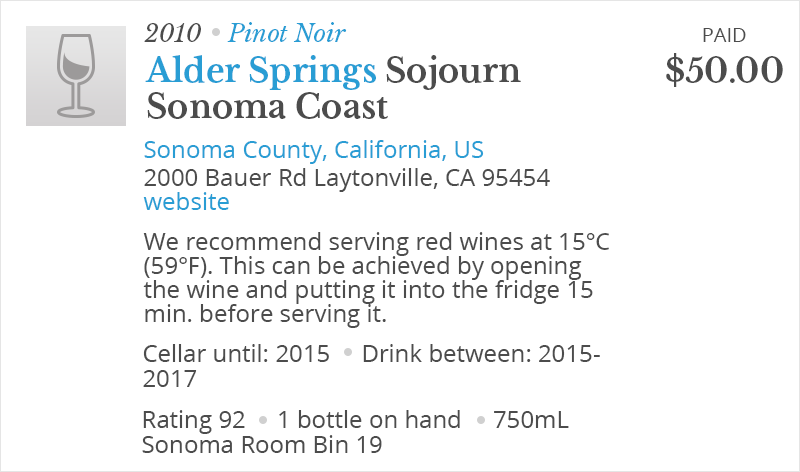 2010 • Pinot Noir
PAID
Alder Springs Sojourn
$50.00
Sonoma Coast
Sonoma County, California, US
2000 Bauer Rd Laytonville, CA 95454
website
We recommend serving red wines at 15°C
(59°F). This can be achieved by opening
the wine and putting it into the fridge 15
min. before serving it.
Cellar until: 2015 • Drink between: 2015-
2017
Rating 92 • 1 bottle on hand • 750mL
Sonoma Room Bin 19